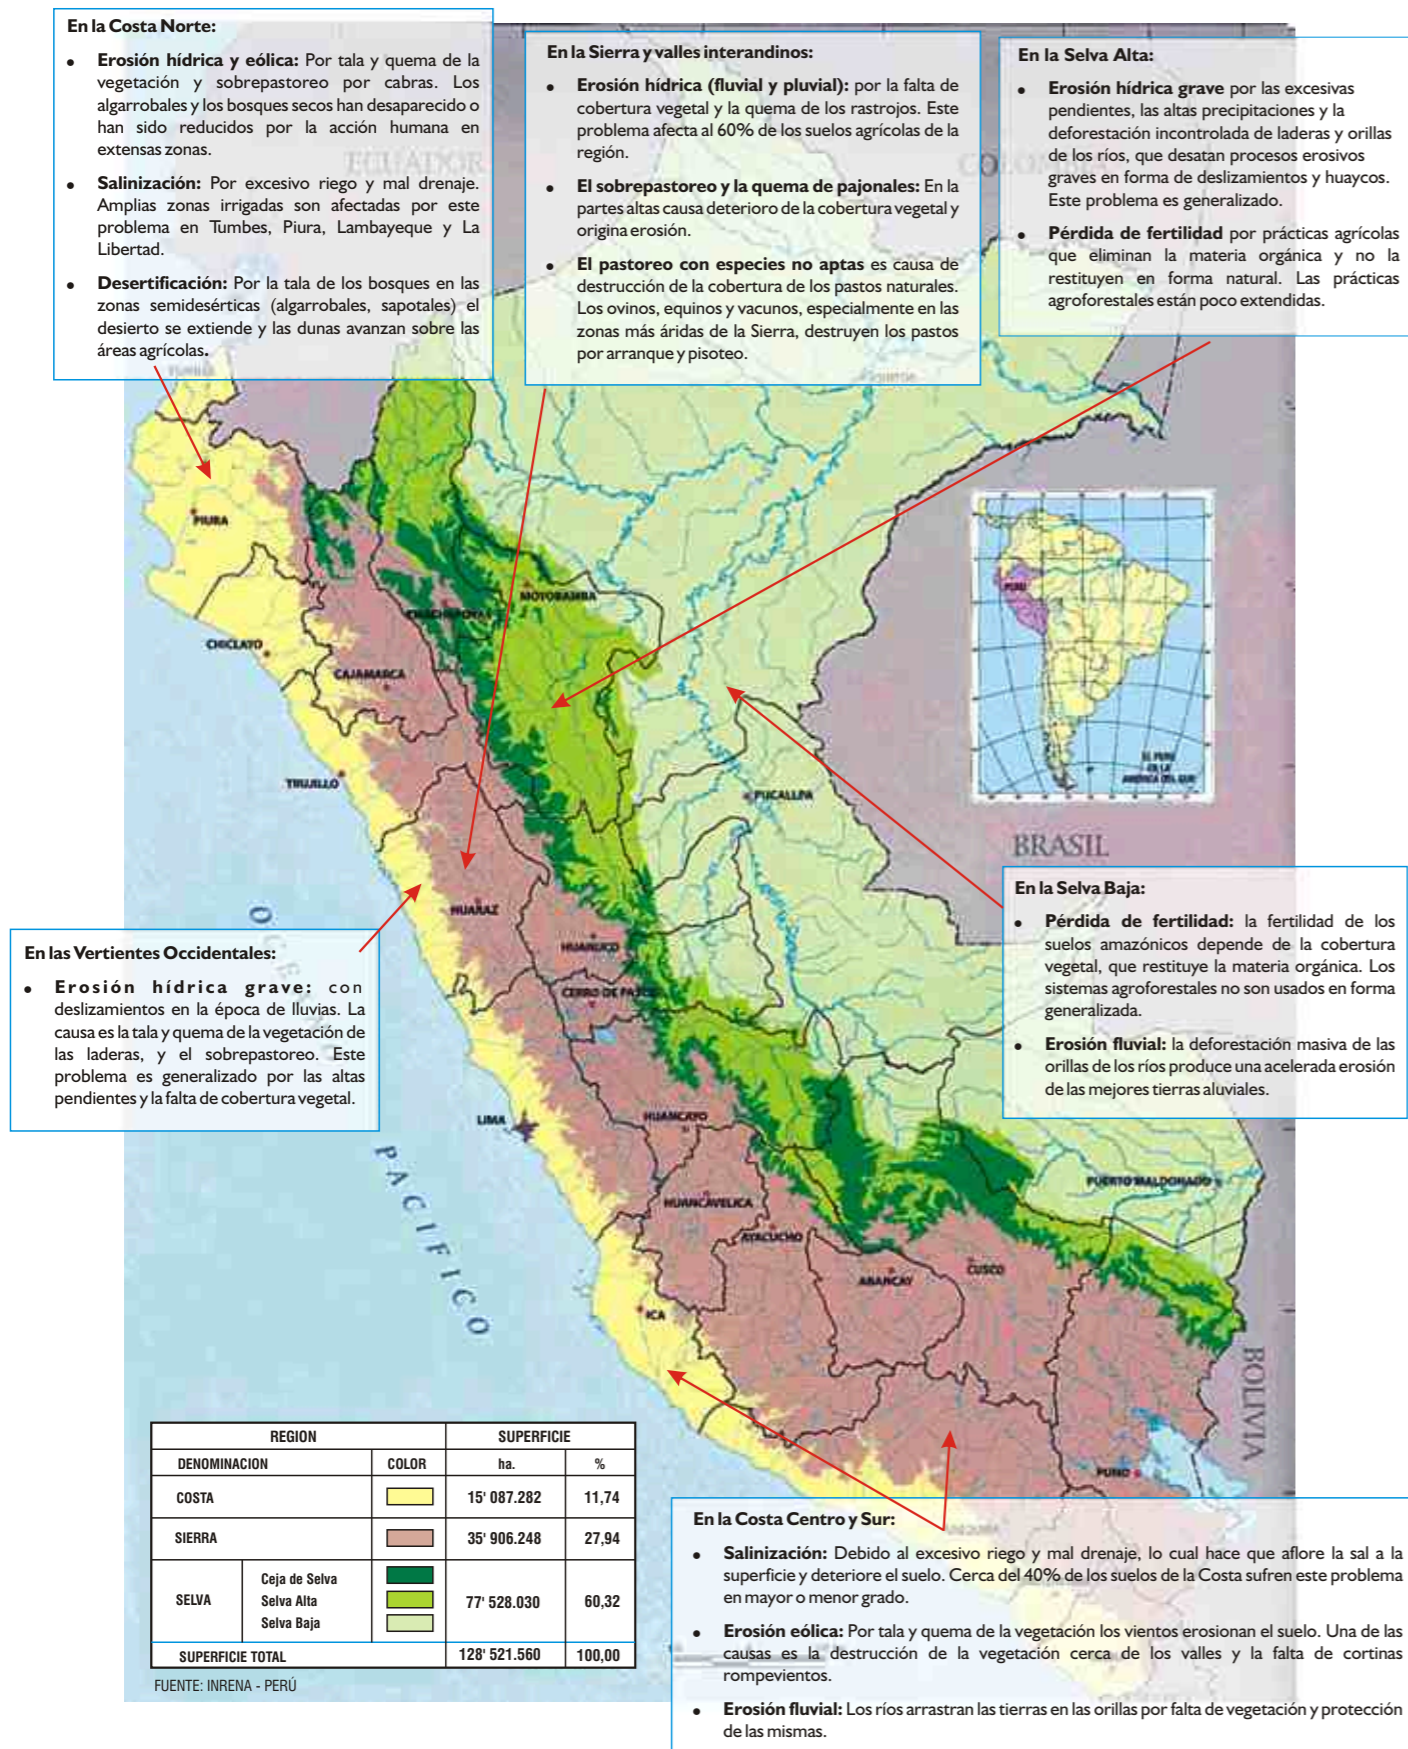 En la Costa Norte:
• Erosión hídrica y eólica: Por tala y quema de la
vegetación y sobrepastoreo por cabras. Los
algarrobales y los bosques secos han desaparecido o
han sido reducidos por la acción humana en
extensas zonas.
• Salinización: Por excesivo riego y mal drenaje.
Amplias zonas irrigadas son afectadas por este
problema en Tumbes, Piura, Lambayeque y La
Libertad.
• Desertificación: Por la tala de los bosques en las
zonas semidesérticas (algarrobales, sapotales) el
desierto se extiende y las dunas avanzan sobre las
áreas agrícolas.
En la Sierra y valles interandinos:
• Erosión hídrica (fluvial y pluvial): por la falta de
cobertura vegetal y la quema de los rastrojos. Este
problema afecta al 60% de los suelos agrícolas de la
región.
• El sobrepastoreo y la quema de pajonales: En la
partes altas causa deterioro de la cobertura vegetal y
origina erosión.
• El pastoreo con especies no aptas es causa de
destrucción de la cobertura de los pastos naturales.
Los ovinos, equinos y vacunos, especialmente en las
zonas más áridas de la Sierra, destruyen los pastos
por arranque y pisoteo.
En la Selva Alta:
• Erosión hídrica grave por las excesivas
pendientes, las altas precipitaciones y la
deforestación incontrolada de laderas y orillas
de los ríos, que desatan procesos erosivos
graves en forma de deslizamientos y huaycos.
Este problema es generalizado.
• Pérdida de fertilidad por prácticas agrícolas
que eliminan la materia orgánica y no la
restituyen en forma natural. Las prácticas
agroforestales están poco extendidas.
ECUADOR
COLOMBIA
TUMBES
IQUITOS
PIURA
MOYOBAMBA
CHACHAPOYAS
CHICLAYO
CAJAMARCA
TRUJILLO
PUCALLPA
PERU
EL PERU
EN LA
AMERICA DEL SUR
BRASIL
HUARAZ
HUANUCO
CERRO DE PASCO
OCEANO
PACIFICO
En las Vertientes Occidentales:
• Erosión hídrica grave: con
deslizamientos en la época de lluvias. La
causa es la tala y quema de la vegetación de
las laderas, y el sobrepastoreo. Este
problema es generalizado por las altas
pendientes y la falta de cobertura vegetal.
En la Selva Baja:
• Pérdida de fertilidad: la fertilidad de los
suelos amazónicos depende de la cobertura
vegetal, que restituye la materia orgánica. Los
sistemas agroforestales no son usados en forma
generalizada.
• Erosión fluvial: la deforestación masiva de las
orillas de los ríos produce una acelerada erosión
de las mejores tierras aluviales.
LIMA
HUANCAYO
HUANCAVELICA
AYACUCHO
ABANCAY
CUSCO
PUERTO MALDONADO
ICA
BOLIVIA
PUNO
REGION SUPERFICIE
DENOMINACION COLOR ha. %
COSTA 15' 087.282 11,74
SIERRA 35' 906.248 27,94
SELVA Ceja de Selva
Selva Alta 77' 528.030 60,32
Selva Baja
SUPERFICIE TOTAL 128' 521.560 100,00
FUENTE: INRENA - PERÚ
En la Costa Centro y Sur:
• Salinización: Debido al excesivo riego y mal drenaje, lo cual hace que aflore la sal a la
superficie y deteriore el suelo. Cerca del 40% de los suelos de la Costa sufren este problema
en mayor o menor grado.
• Erosión eólica: Por tala y quema de la vegetación los vientos erosionan el suelo. Una de las
causas es la destrucción de la vegetación cerca de los valles y la falta de cortinas
rompevientos.
• Erosión fluvial: Los ríos arrastran las tierras en las orillas por falta de vegetación y protección
de las mismas.